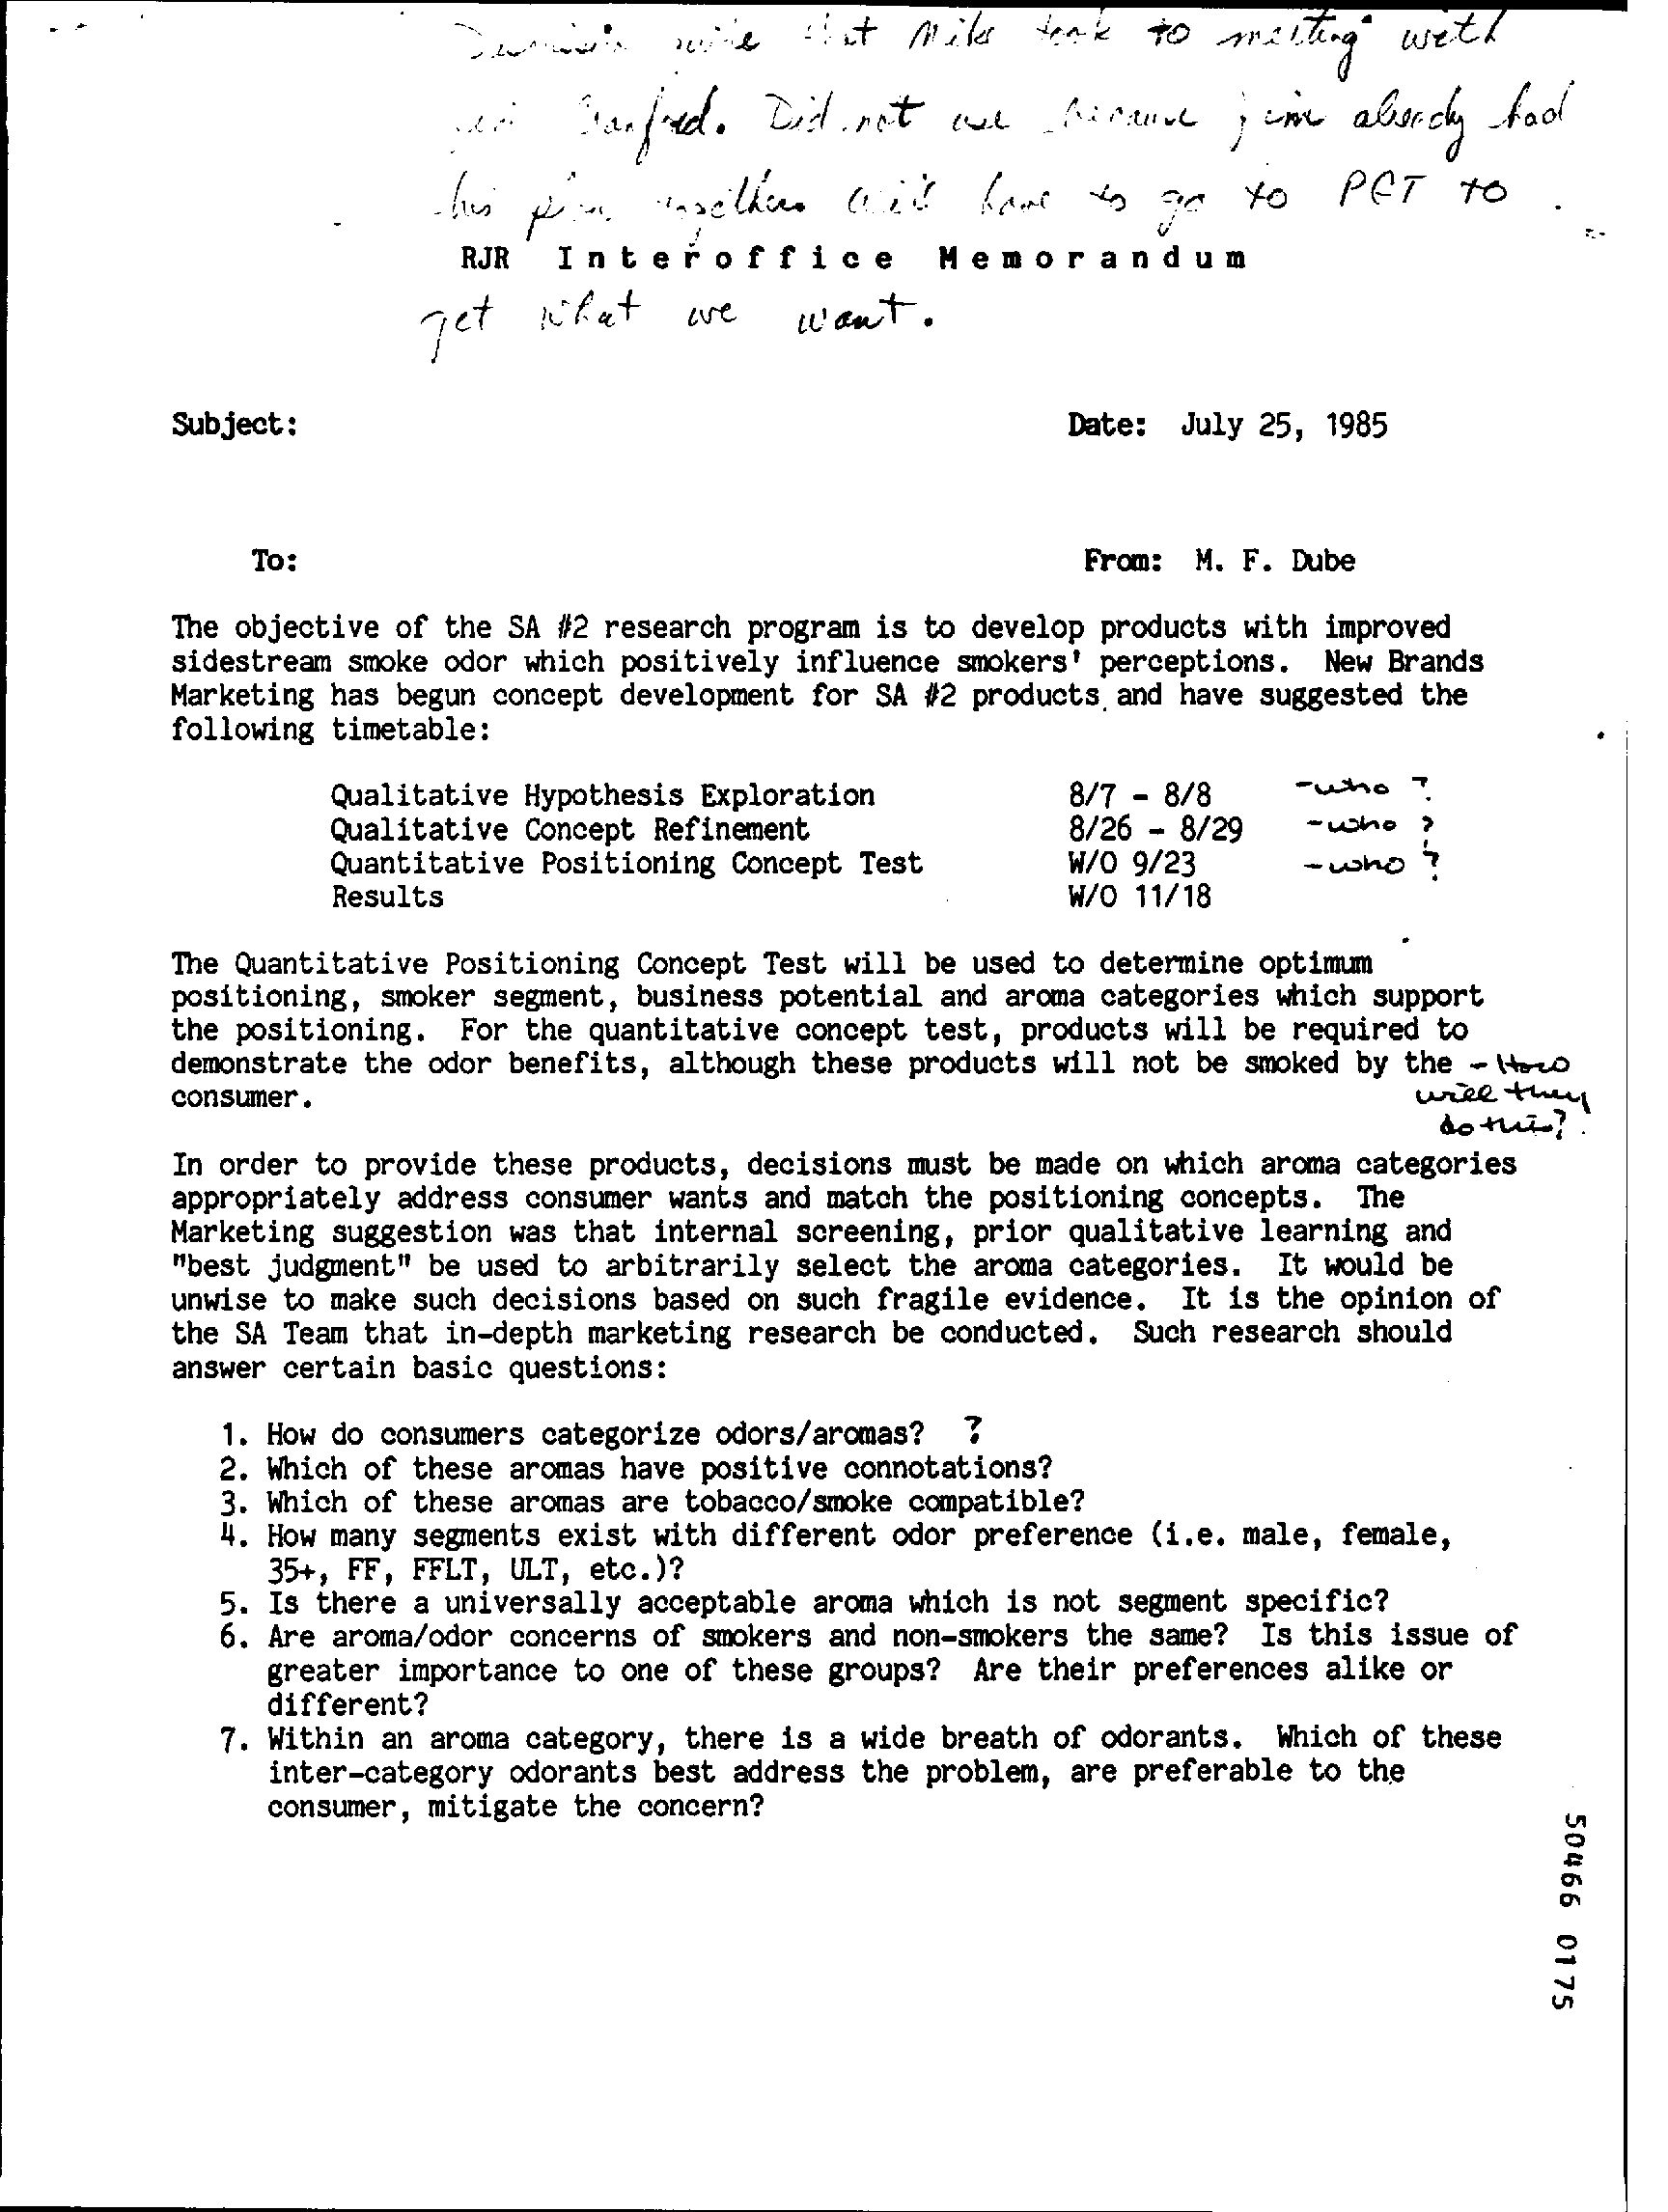 that Mike took to meeting with
Sanford. Did not use because Jim already had
his plan together will have to go to PET to
RJR Interoffice Memorandum
get what we want.
Subject:
Date: July 25, 1985
To:
From: M. F. Dube
The objective of the SA #2 research program is to develop products with improved
sidestream smoke odor which positively influence smokers' perceptions. New Brands
Marketing has begun concept development for SA #2 products and have suggested the
following timetable:
Qualitative Hypothesis Exploration 8/7 - 8/8 - who ?
Qualitative Concept Refinement 8/26 - 8/29 - who ?
Quantitative Positioning Concept Test W/O 9/23 - who ?
Results W/O 11/18
The Quantitative Positioning Concept Test will be used to determine optimum
positioning, smoker segment, business potential and aroma categories which support
the positioning. For the quantitative concept test, products will be required to
demonstrate the odor benefits, although these products will not be smoked by the - How
consumer. will they
do this?
In order to provide these products, decisions must be made on which aroma categories
appropriately address consumer wants and match the positioning concepts. The
Marketing suggestion was that internal screening, prior qualitative learning and
"best judgment" be used to arbitrarily select the aroma categories. It would be
unwise to make such decisions based on such fragile evidence. It is the opinion of
the SA Team that in-depth marketing research be conducted. Such research should
answer certain basic questions:
1. How do consumers categorize odors/aromas? ?
2. Which of these aromas have positive connotations?
3. Which of these aromas are tobacco/smoke compatible?
4. How many segments exist with different odor preference (i.e. male, female,
35+, FF, FFLT, ULT, etc.)?
5. Is there a universally acceptable aroma which is not segment specific?
6. Are aroma/odor concerns of smokers and non-smokers the same? Is this issue of
greater importance to one of these groups? Are their preferences alike or
different?
7. Within an aroma category, there is a wide breath of odorants. Which of these
inter-category odorants best address the problem, are preferable to the
consumer, mitigate the concern?
50466 0175